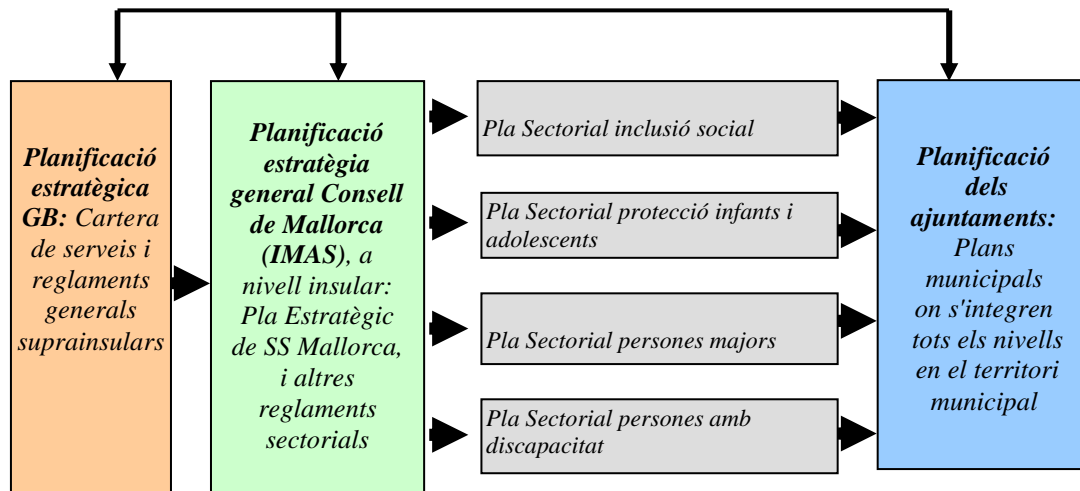 Planificació
estratègica
GB: Cartera
de serveis i
reglaments
generals
suprainsulars
Planificació
estratègia
general Consell
de Mallorca
(IMAS), a
nivell insular:
Pla Estratègic
de SS Mallorca,
i altres
reglaments
sectorials
Pla Sectorial inclusió social
Pla Sectorial protecció infants i
adolescents
Pla Sectorial persones majors
Pla Sectorial persones amb
discapacitat
Planificació
dels
ajuntaments:
Plans
municipals
on s'integren
tots els nivells
en el territori
municipal